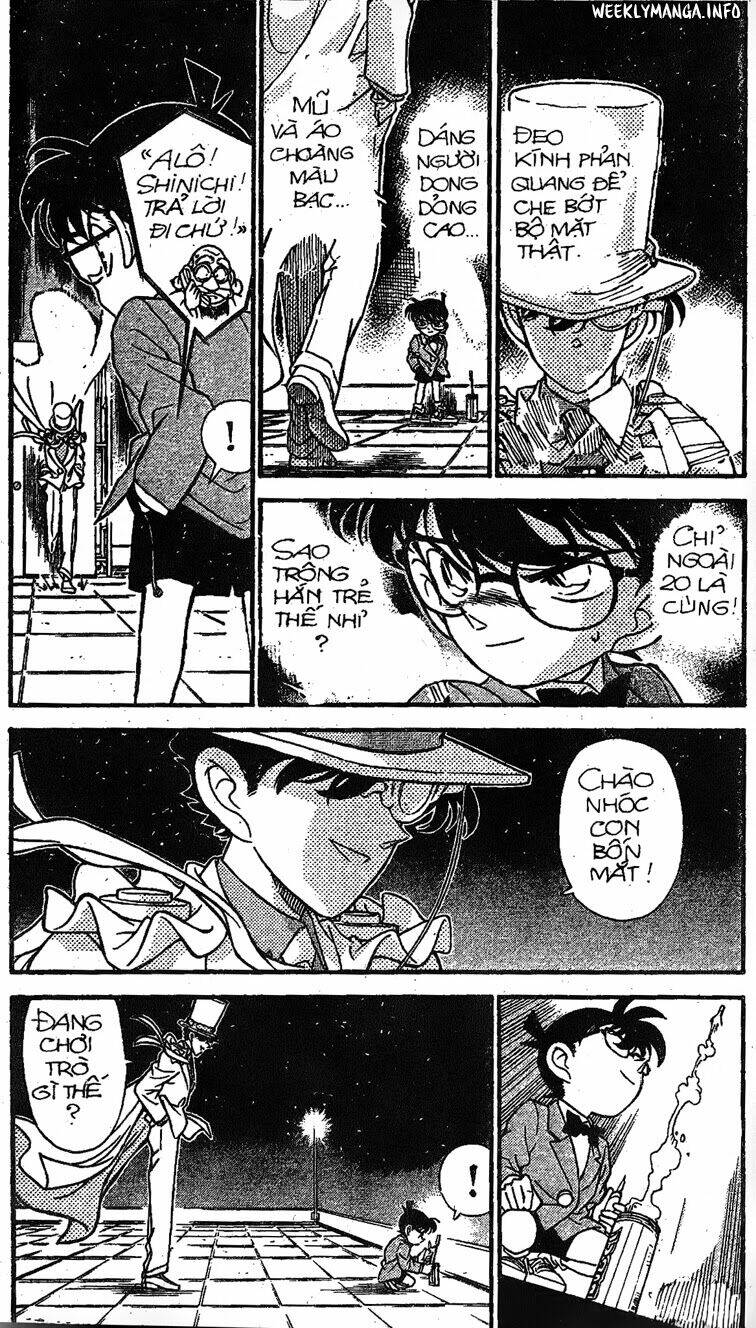 WEEKLYMANGA.INFO
"ALÔ!
SHINICHI!
TRẢ LỜI
ĐI CHỨ!"
!
MŨ
VÀ ÁO
CHOÀNG
MÀU
BẠC...
DÁNG
NGƯỜI
DONG
DỎNG
CAO...
ĐEO
KÍNH PHẢN
QUANG ĐỂ
CHE BỚT
BỘ MẶT
THẬT.
SAO
TRÔNG
HẮN TRẺ
THẾ NHỈ
?
CHỈ
NGOÀI
20 LÀ
CÙNG!
CHÀO
NHÓC
CON
BỐN
MẮT!
ĐANG
CHƠI
TRÒ
GÌ THẾ
?
!